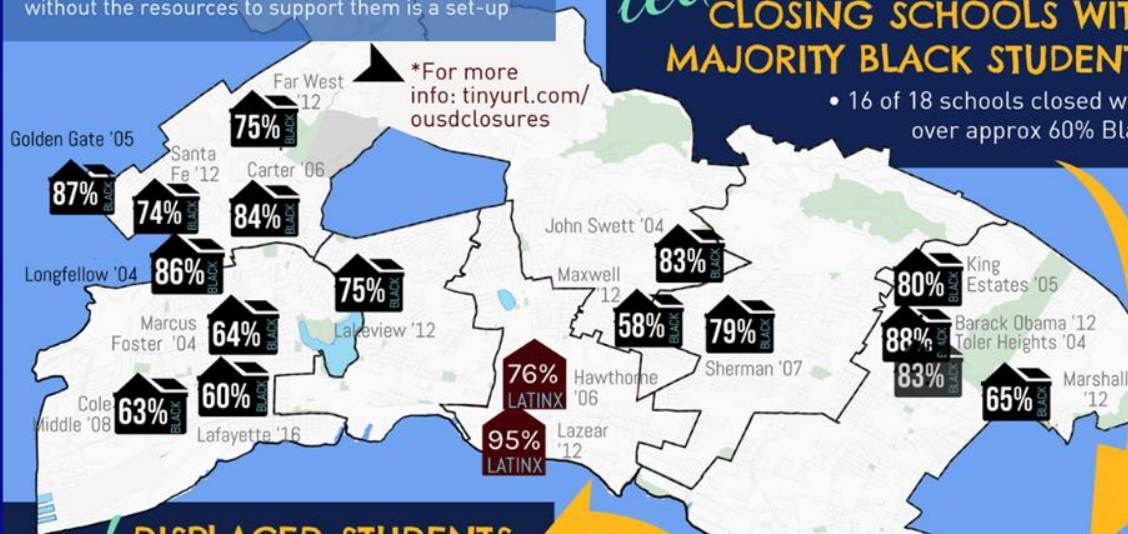 without the resources to support them is a set-up
CLOSING SCHOOLS WIT
MAJORITY BLACK STUDENT
• 16 of 18 schools closed w
over approx 60% Bla
*For more
info: tinyurl.com/
ousdclosures
Far West
'12
75% BLACK
Golden Gate '05
87% BLACK
Santa
Fe '12
74% BLACK
Carter '06
84% BLACK
Longfellow '04
86% BLACK
75% BLACK
Lakeview '12
Marcus
Foster '04
64% BLACK
Cole
Middle '08
63% BLACK
60% BLACK
Lafayette '16
John Swett '04
83% BLACK
Maxwell
'12
58% BLACK
79% BLACK
Sherman '07
76%
LATINX
Hawthorne
'06
95%
LATINX
Lazear
'12
80% BLACK
King
Estates '05
88% BLACK
Barack Obama '12
Toler Heights '04
83% BLACK
65% BLACK
Marshall
'12
DISPLACED STUDENTS